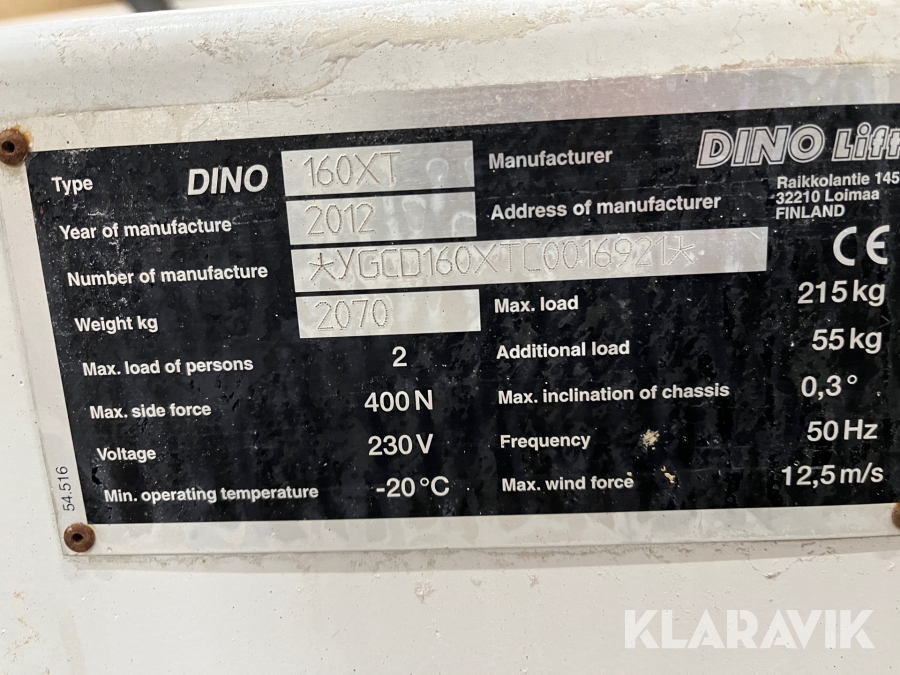 Type DINO 160XT Manufacturer DINO Lift
Raikkolantie 145
32210 Loimaa
FINLAND
Year of manufacture 2012 Address of manufacturer
Number of manufacture *YGCD160XTC0016921* CE
Weight kg 2070 Max. load 215 kg
Max. load of persons 2 Additional load 55 kg
Max. side force 400 N Max. inclination of chassis 0,3°
Voltage 230 V Frequency 50 Hz
Min. operating temperature -20 °C Max. wind force 12,5 m/s
54.516
KLARAVIK